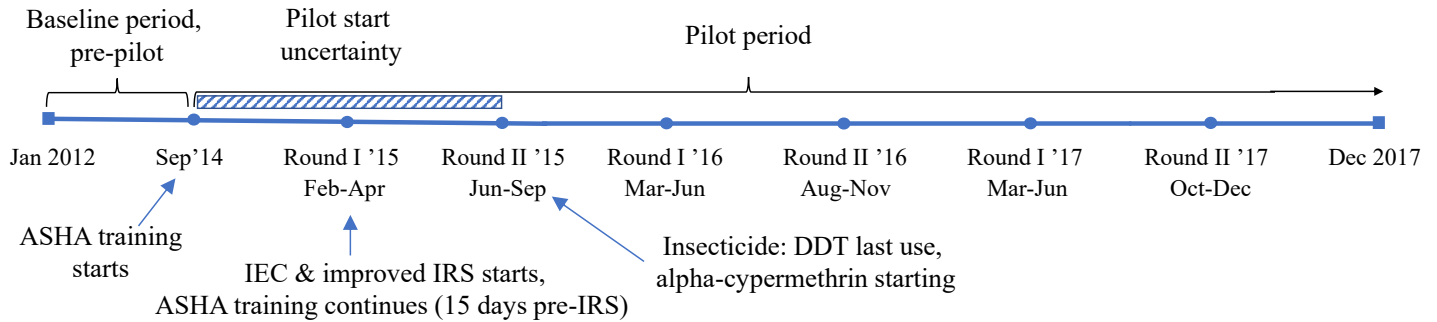 Baseline period,
pre-pilot
Pilot start
uncertainty
Pilot period
Jan 2012
Sep’14
Round I ’15
Feb-Apr
Round II ’15
Jun-Sep
Round I ’16
Mar-Jun
Round II ’16
Aug-Nov
Round I ’17
Mar-Jun
Round II ’17
Oct-Dec
Dec 2017
ASHA training
starts
IEC & improved IRS starts,
ASHA training continues (15 days pre-IRS)
Insecticide: DDT last use,
alpha-cypermethrin starting